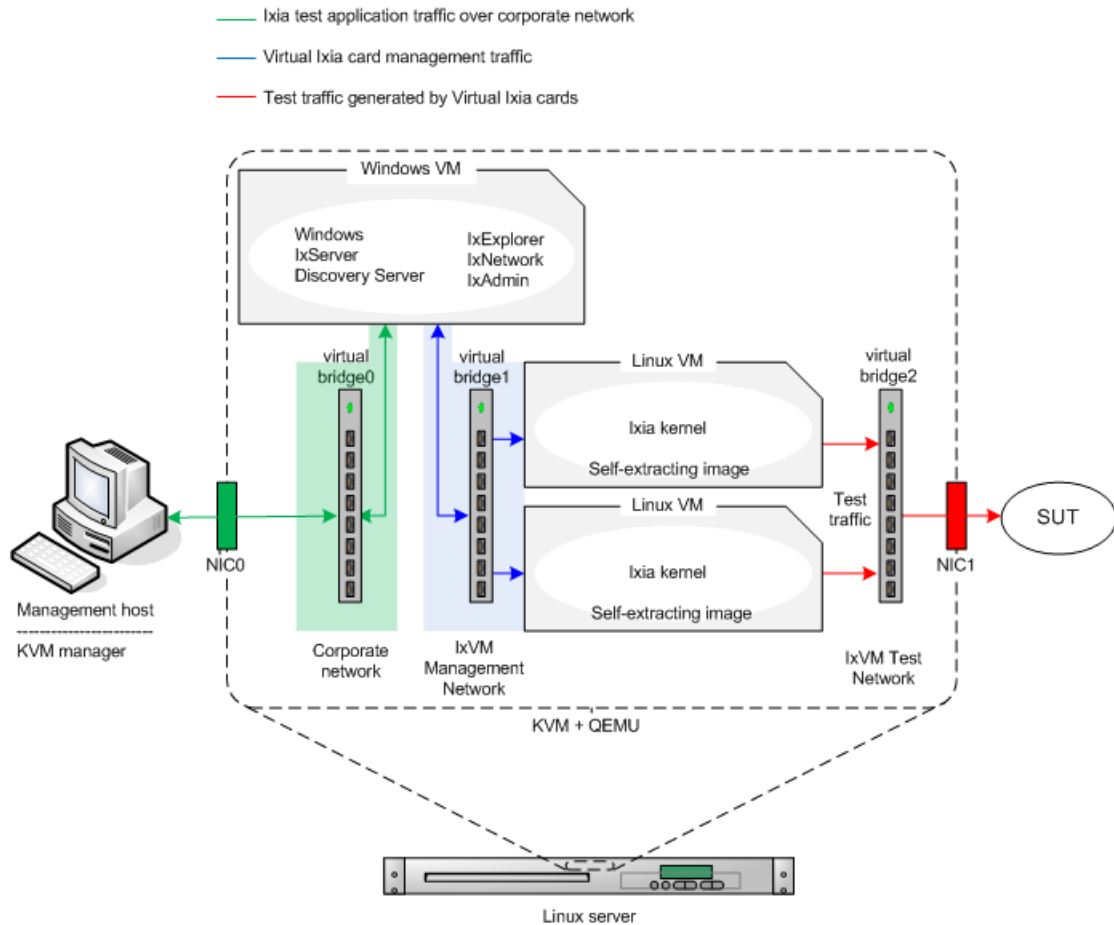 Ixia test application traffic over corporate network
Virtual Ixia card management traffic
Test traffic generated by Virtual Ixia cards
Windows VM
Windows
IxServer
Discovery Server
IxExplorer
IxNetwork
IxAdmin
virtual
bridge0
virtual
bridge1
Linux VM
Ixia kernel
Self-extracting image
virtual
bridge2
Linux VM
Ixia kernel
Self-extracting image
Test
traffic
NIC0
NIC1
SUT
Management host
KVM manager
Corporate
network
IxVM
Management
Network
IxVM Test
Network
KVM + QEMU
Linux server